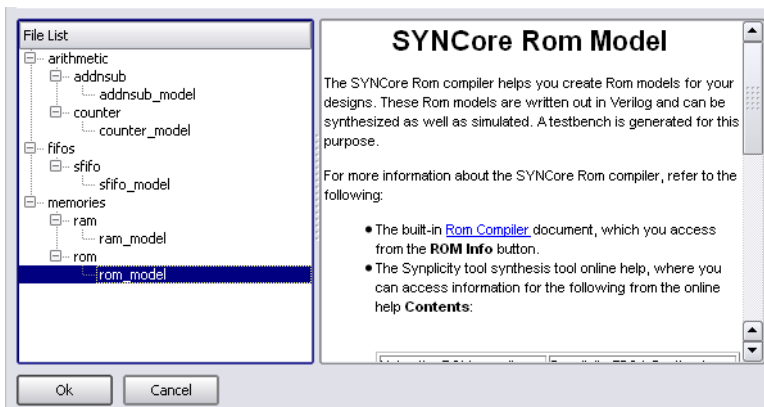 File List
arithmetic
addnsub
addnsub_model
counter
counter_model
fifos
sfifo
sfifo_model
memories
ram
ram_model
rom
rom_model
SYNCore Rom Model
The SYNCore Rom compiler helps you create Rom models for your
designs. These Rom models are written out in Verilog and can be
synthesized as well as simulated. A testbench is generated for this
purpose.
For more information about the SYNCore Rom compiler, refer to the
following:
• The built-in Rom Compiler document, which you access
from the ROM Info button.
• The Synplicity tool synthesis tool online help, where you
can access information for the following from the online
help Contents:
Ok
Cancel